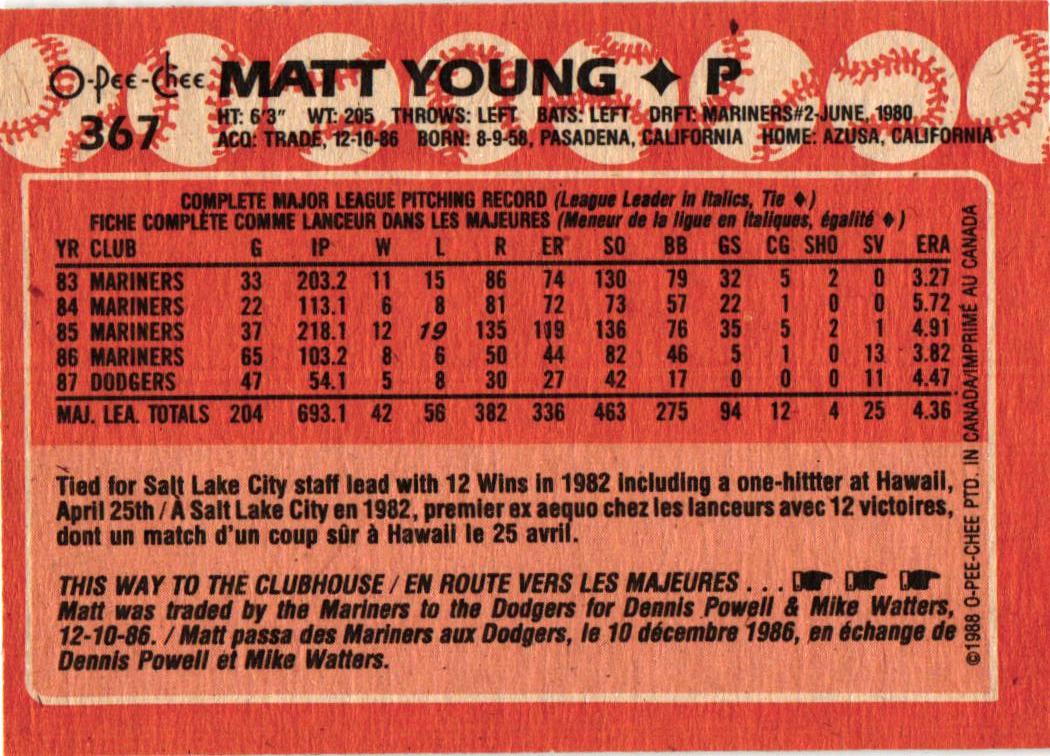 O-Pee-Chee MATT YOUNG ♦ P
367
HT: 6'3" WT: 205 THROWS: LEFT BATS: LEFT DRFT: MARINERS#2-JUNE, 1980
ACQ: TRADE, 12-10-86 BORN: 8-9-58, PASADENA, CALIFORNIA HOME: AZUSA, CALIFORNIA
COMPLETE MAJOR LEAGUE PITCHING RECORD (League Leader in Italics, Tie ♦)
FICHE COMPLÈTE COMME LANCEUR DANS LES MAJEURES (Meneur de la ligue en italiques, égalité ♦)
YR CLUB G IP W L R ER SO BB GS CG SHO SV ERA
83 MARINERS 33 203.2 11 15 86 74 130 79 32 5 2 0 3.27
84 MARINERS 22 113.1 6 8 81 72 73 57 22 1 0 0 5.72
85 MARINERS 37 218.1 12 19 135 119 136 76 35 5 2 1 4.91
86 MARINERS 65 103.2 8 6 50 44 82 46 5 1 0 13 3.82
87 DODGERS 47 54.1 5 8 30 27 42 17 0 0 0 11 4.47
MAJ. LEA. TOTALS 204 693.1 42 56 382 336 463 275 94 12 4 25 4.36
Tied for Salt Lake City staff lead with 12 Wins in 1982 including a one-hittter at Hawaii,
April 25th / À Salt Lake City en 1982, premier ex aequo chez les lanceurs avec 12 victoires,
dont un match d'un coup sûr à Hawaii le 25 avril.
THIS WAY TO THE CLUBHOUSE / EN ROUTE VERS LES MAJEURES . . .
Matt was traded by the Mariners to the Dodgers for Dennis Powell & Mike Watters,
12-10-86. / Matt passa des Mariners aux Dodgers, le 10 décembre 1986, en échange de
Dennis Powell et Mike Watters.
©1988 O-PEE-CHEE PTD. IN CANADA/IMPRIMÉ AU CANADA